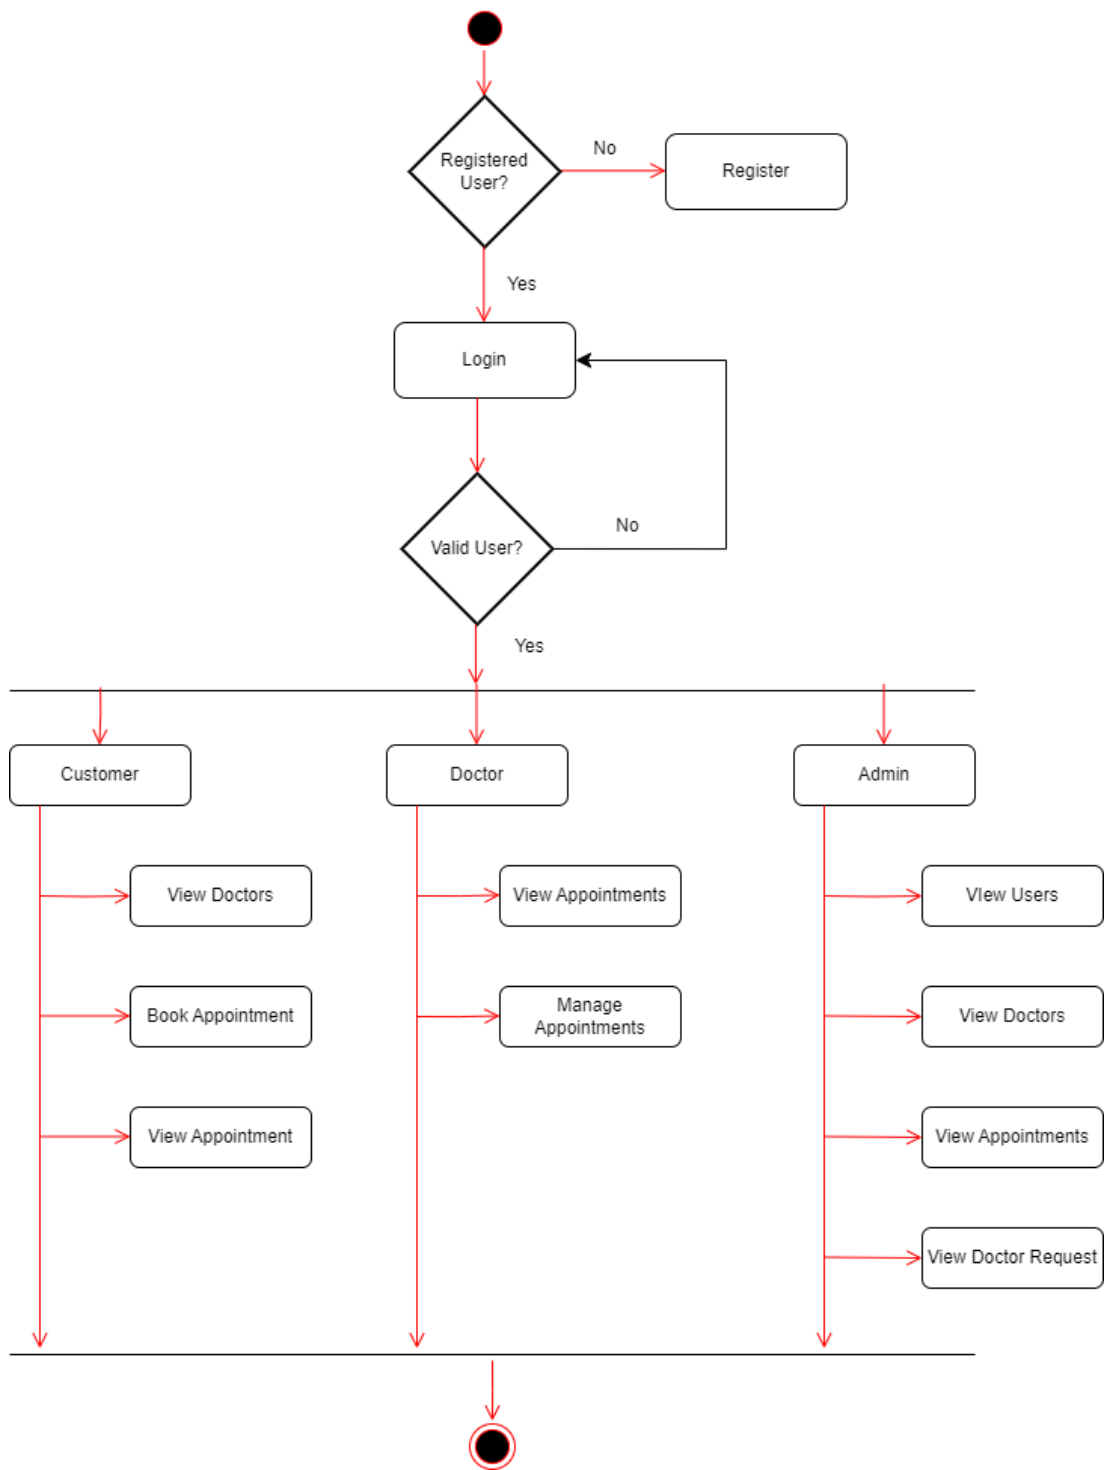 Registered
User?
No
Register
Yes
Login
Valid User?
No
Yes
Customer
Doctor
Admin
View Doctors
View Appointments
VIew Users
Book Appointment
Manage
Appointments
View Doctors
View Appointment
View Appointments
View Doctor Request